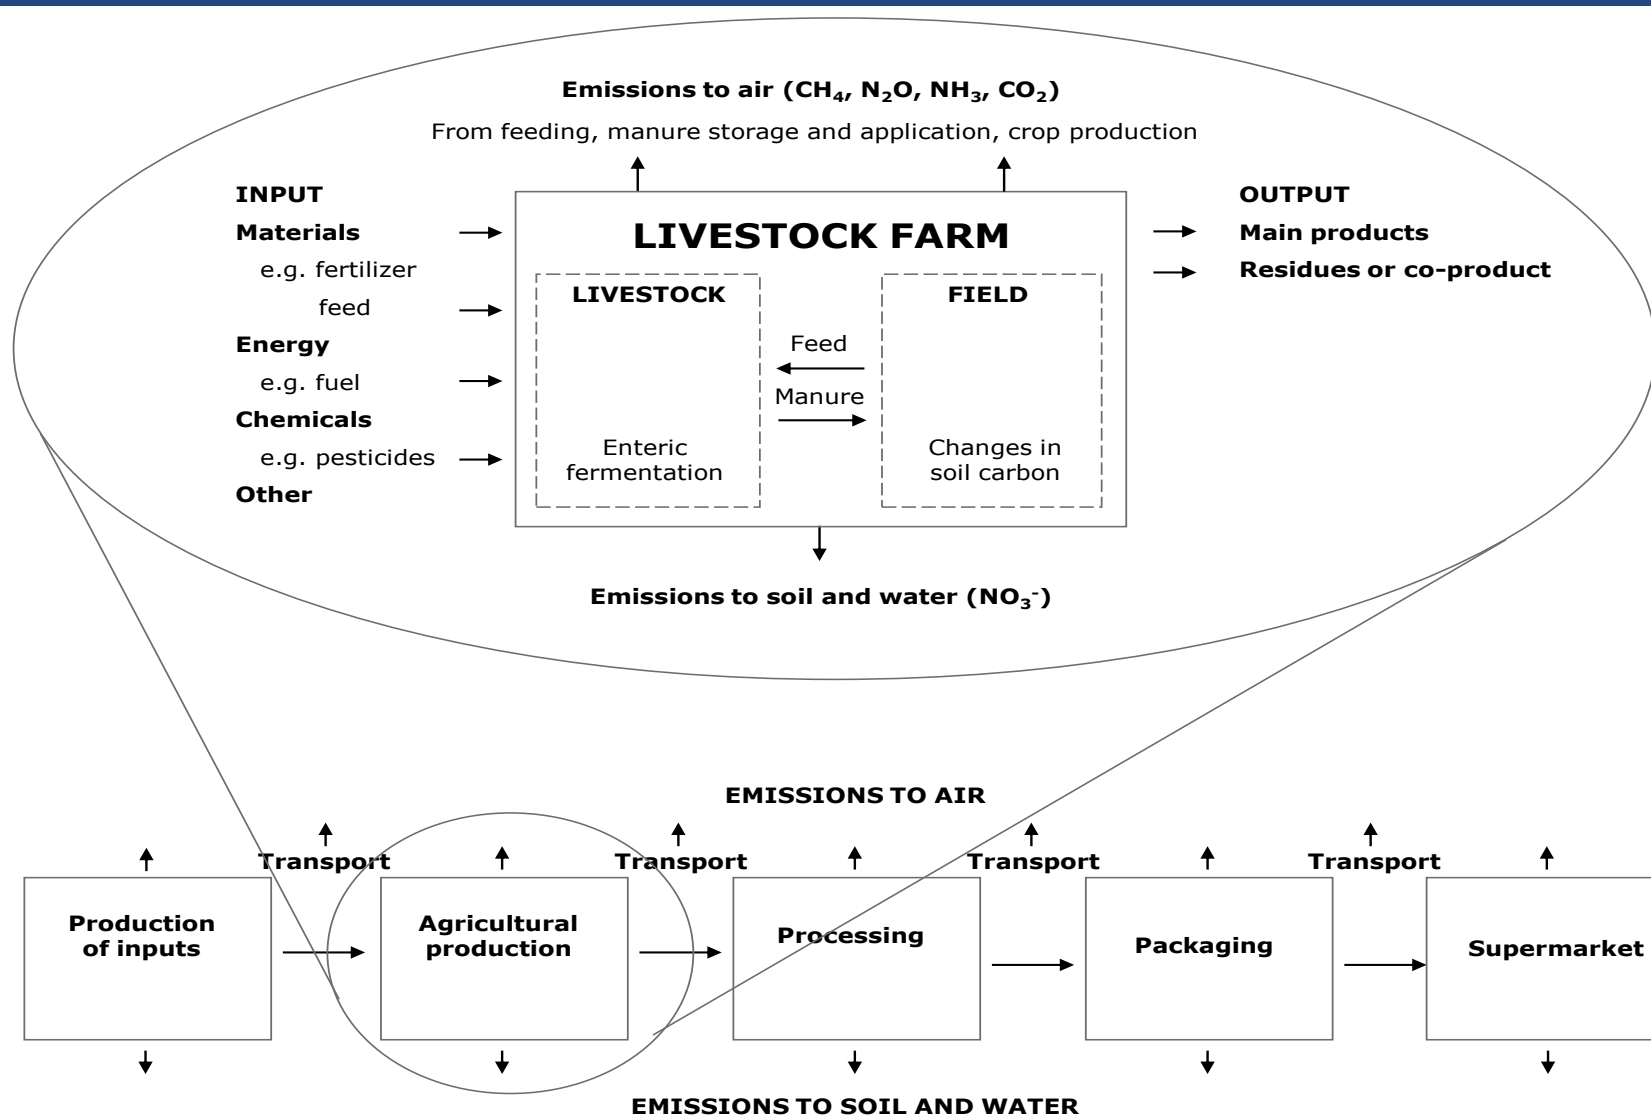 Emissions to air (CH₄, N₂O, NH₃, CO₂)
From feeding, manure storage and application, crop production
INPUT
Materials
e.g. fertilizer
feed
Energy
e.g. fuel
Chemicals
e.g. pesticides
Other
LIVESTOCK FARM
LIVESTOCK
Enteric
fermentation
Feed
Manure
FIELD
Changes in
soil carbon
OUTPUT
Main products
Residues or co-product
Emissions to soil and water (NO₃⁻)
EMISSIONS TO AIR
Transport
Transport
Transport
Transport
Production
of inputs
Agricultural
production
Processing
Packaging
Supermarket
EMISSIONS TO SOIL AND WATER